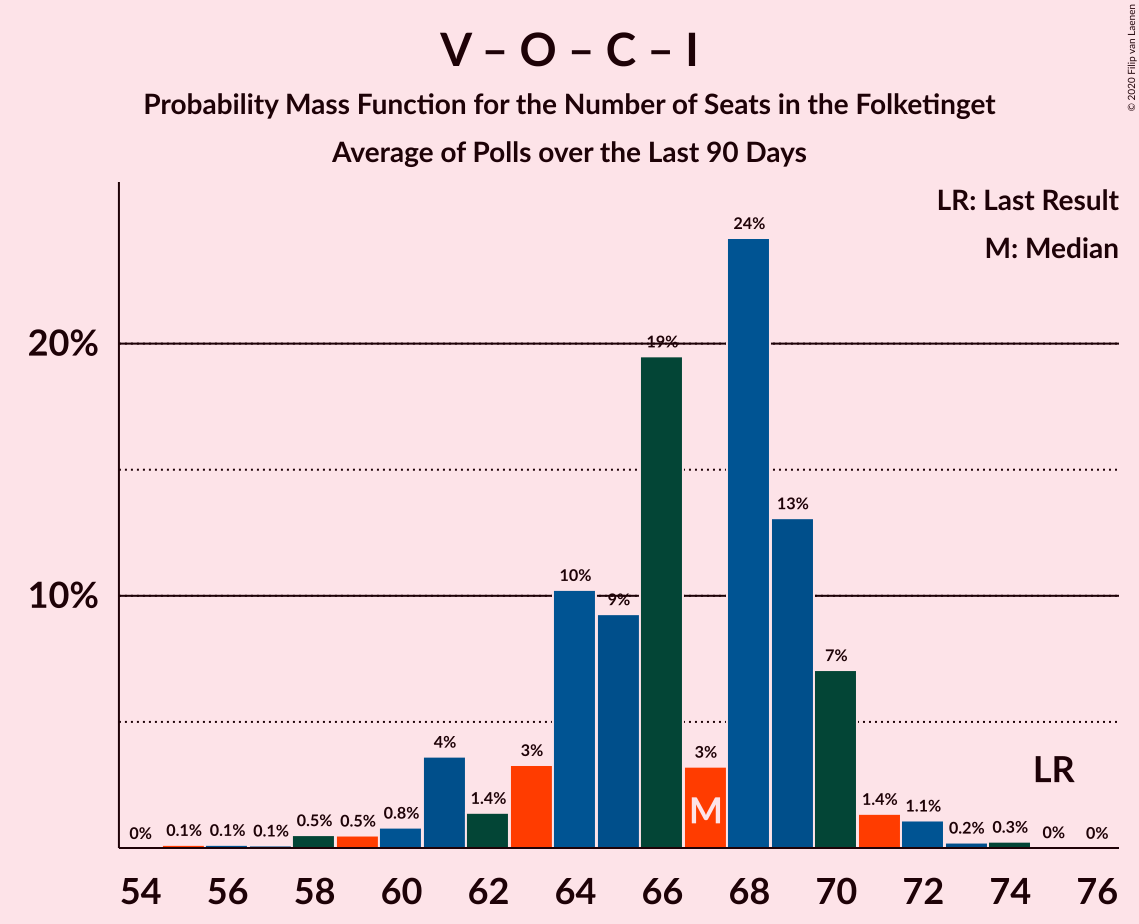 V – O – C – I
Probability Mass Function for the Number of Seats in the Folketinget
Average of Polls over the Last 90 Days
© 2020 Filip van Laenen
LR: Last Result
M: Median
20%
10%
0%
0.1%
0.1%
0.1%
0.5%
0.5%
0.8%
4%
1.4%
3%
10%
9%
19%
3%
24%
13%
7%
1.4%
1.1%
0.2%
0.3%
0%
0%
M
LR
54 56 58 60 62 64 66 68 70 72 74 76